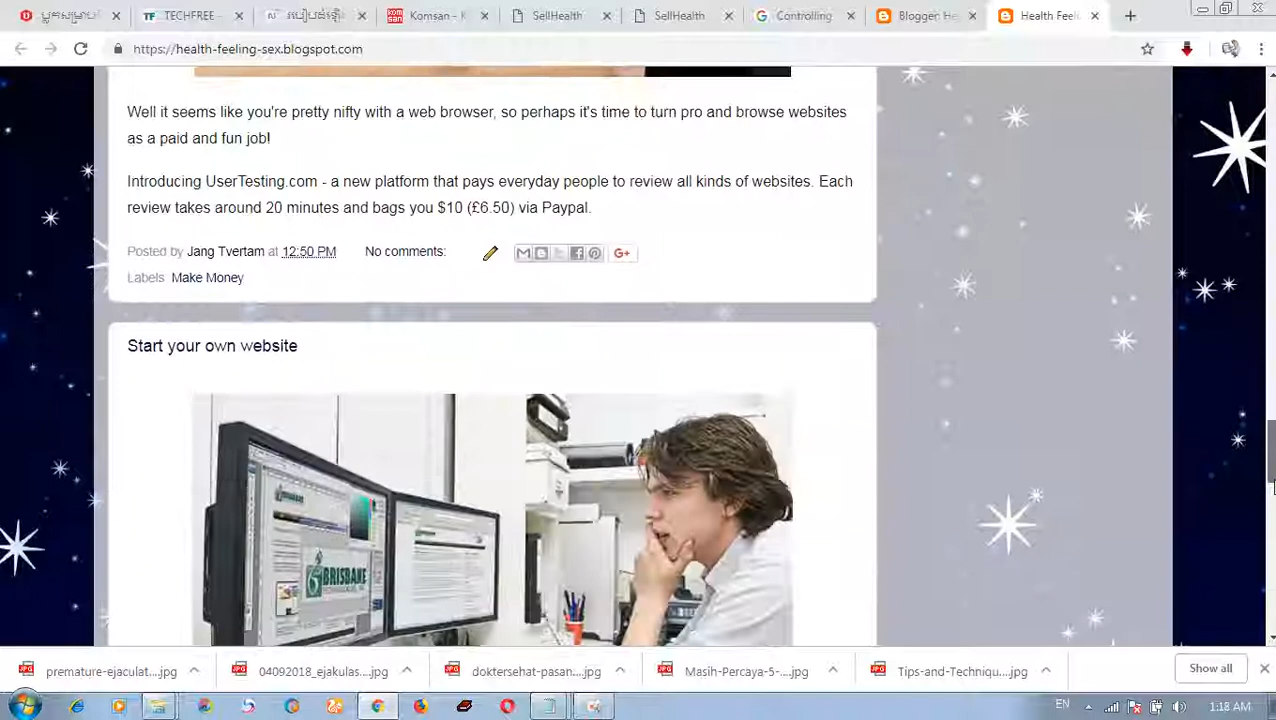 TECHFREE -
Komsan - K
SellHealth
SellHealth
Controlling
Blogger: He
Health Feel
https://health-feeling-sex.blogspot.com
Well it seems like you're pretty nifty with a web browser, so perhaps it's time to turn pro and browse websites
as a paid and fun job!
Introducing UserTesting.com - a new platform that pays everyday people to review all kinds of websites. Each
review takes around 20 minutes and bags you $10 (£6.50) via Paypal.
Posted by Jang Tvertam at 12:50 PM No comments:
G+
Labels Make Money
Start your own website
BRISBANE
premature-ejaculat....jpg
04092018_ejakulas....jpg
doktersehat-pasan....jpg
Masih-Percaya-5-....jpg
Tips-and-Techniqu....jpg
Show all
EN
1:18 AM